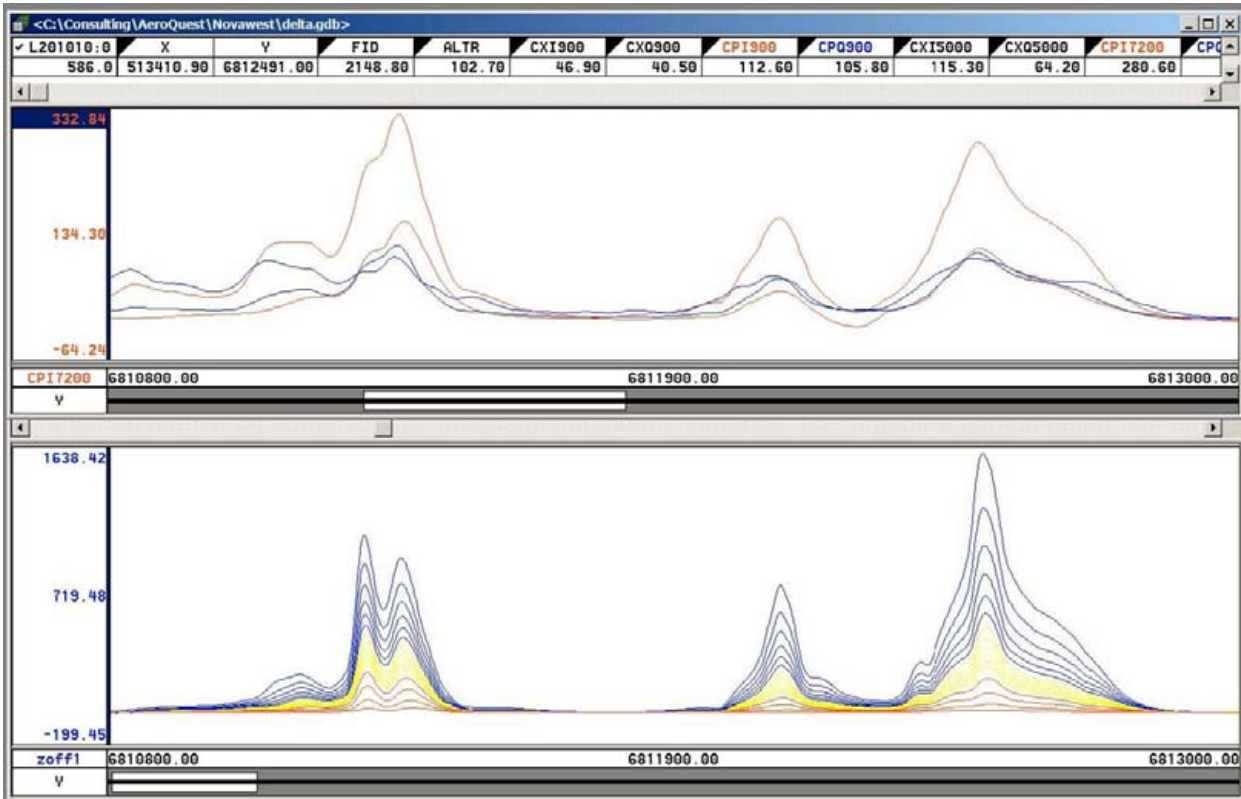 <C:\Consulting\AeroQuest\Novawest\delta.gdb>
✓ L201010:0 X Y FID ALTR CXI900 CXQ900 CPI900 CPQ900 CXI5000 CXQ5000 CPI7200 CPQ
586.0 513410.90 6812491.00 2148.80 102.70 46.90 40.50 112.60 105.80 115.30 64.20 280.60
332.84
134.30
-64.24
CPI7200 6810800.00 6811900.00 6813000.00
Y
1638.42
719.48
-199.45
zoff1 6810800.00 6811900.00 6813000.00
Y